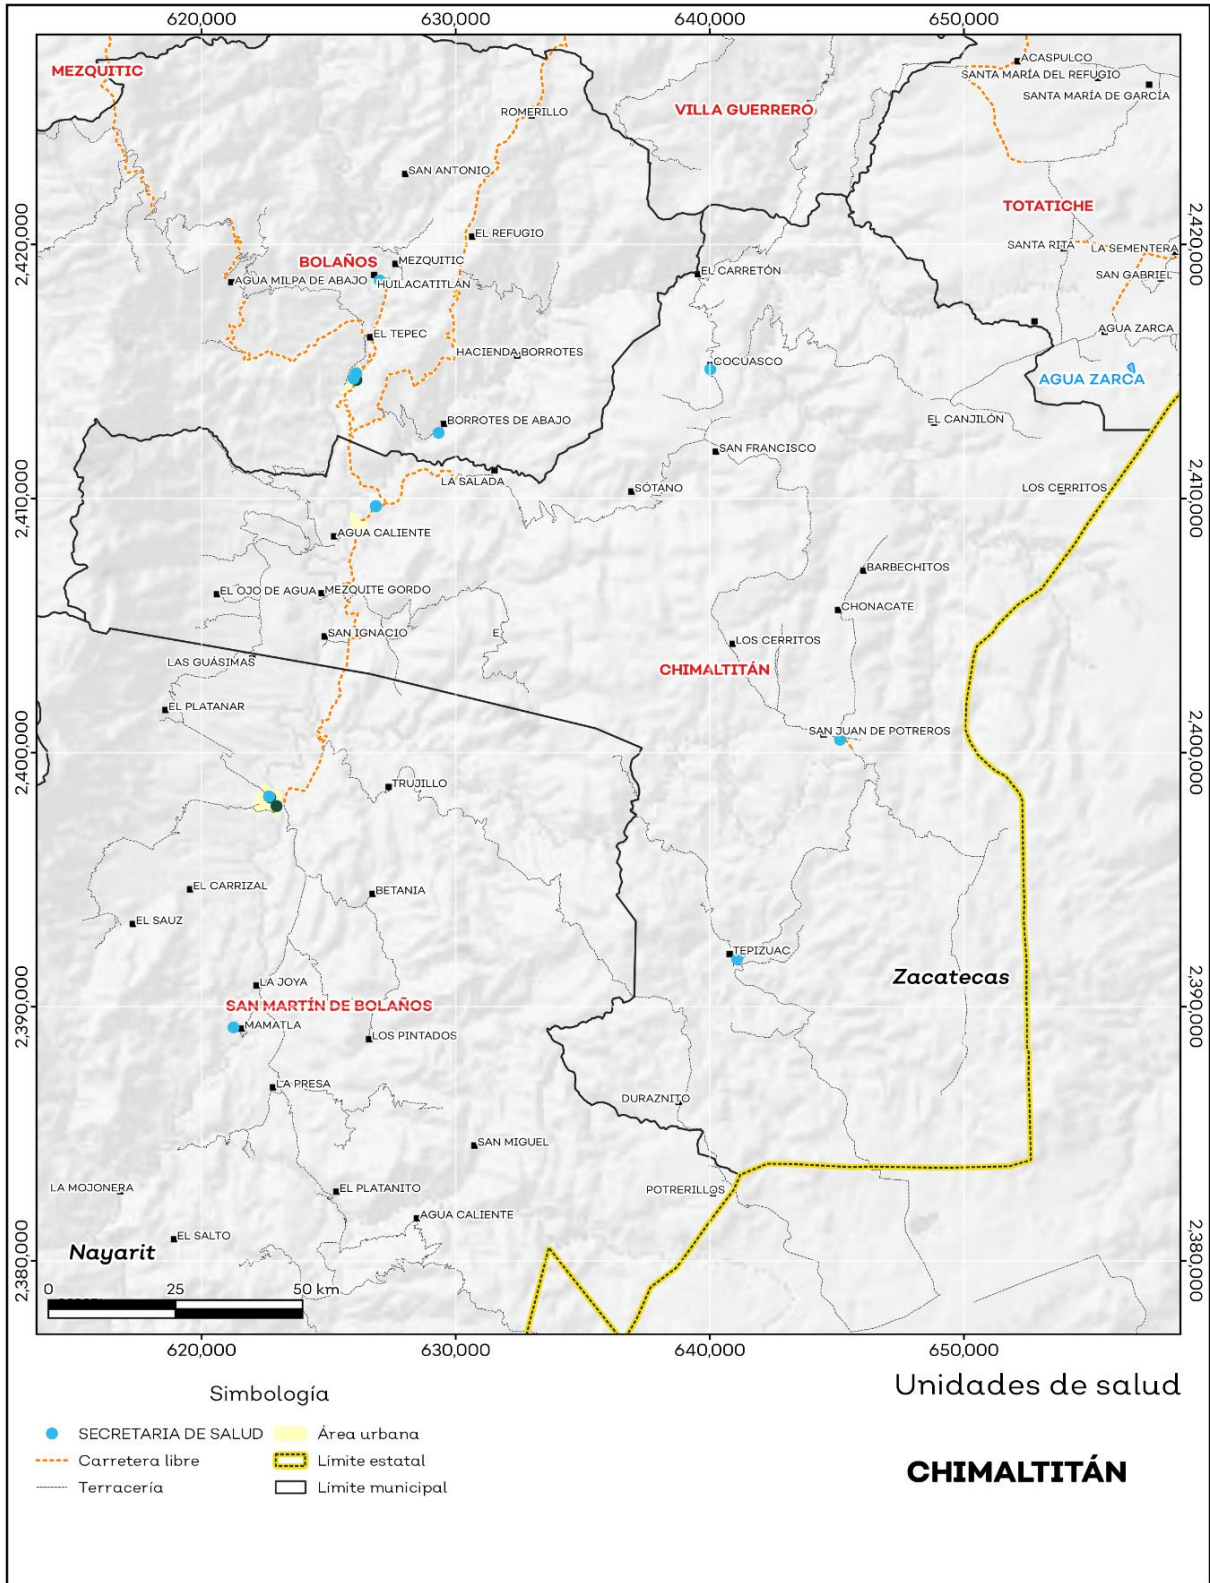 620,000
630,000
640,000
650,000
MEZQUITIC
ACASPULCO
SANTA MARÍA DEL REFUGIO
SANTA MARÍA DE GARCÍA
VILLA GUERRERO
ROMERILLO
SAN ANTONIO
TOTATICHE
2,420,000
2,420,000
EL REFUGIO
SANTA RITA
LA SEMENTERA
BOLAÑOS
MEZQUITIC
EL CARRETÓN
SAN GABRIEL
AGUA MILPA DE ABAJO
HUILACATITLÁN
EL TEPEC
AGUA ZARCA
HACIENDA BORROTES
COCUASCO
AGUA ZARCA
BORROTES DE ABAJO
EL CANJILÓN
SAN FRANCISCO
LA SALADA
SÓTANO
LOS CERRITOS
2,410,000
2,410,000
AGUA CALIENTE
BARBECHITOS
EL OJO DE AGUA
MEZQUITE GORDO
CHONACATE
SAN IGNACIO
E
LOS CERRITOS
LAS GUÁSIMAS
CHIMALTITÁN
EL PLATANAR
SAN JUAN DE POTREROS
2,400,000
2,400,000
TRUJILLO
EL CARRIZAL
BETANIA
EL SAUZ
TEPIZUAC
Zacatecas
LA JOYA
SAN MARTÍN DE BOLAÑOS
2,390,000
2,390,000
MAMATLA
LOS PINTADOS
LA PRESA
DURAZNITO
SAN MIGUEL
LA MOJONERA
EL PLATANITO
POTRERILLOS
AGUA CALIENTE
EL SALTO
Nayarit
2,380,000
2,380,000
0
25
50 km
620,000
630,000
640,000
650,000
Simbología
SECRETARIA DE SALUD
Área urbana
Carretera libre
Límite estatal
Terracería
Límite municipal
Unidades de salud
CHIMALTITÁN